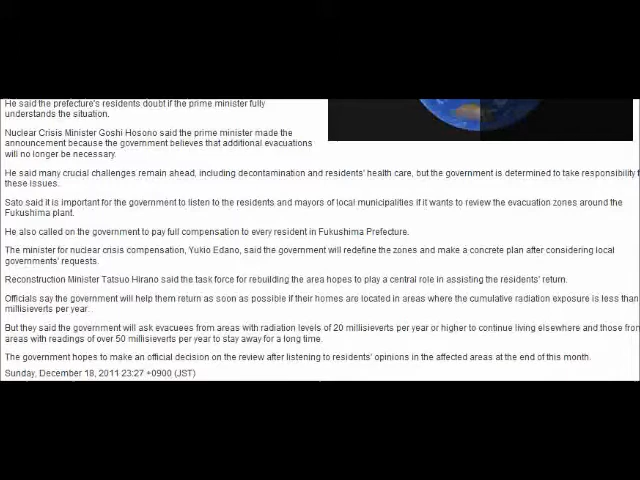 He said the prefecture's residents doubt if the prime minister fully
understands the situation.
Nuclear Crisis Minister Goshi Hosono said the prime minister made the
announcement because the government believes that additional evacuations
will no longer be necessary.
He said many crucial challenges remain ahead, including decontamination and residents' health care, but the government is determined to take responsibility f
these issues.
Sato said it is important for the government to listen to the residents and mayors of local municipalities if it wants to review the evacuation zones around the
Fukushima plant.
He also called on the government to pay full compensation to every resident in Fukushima Prefecture.
The minister for nuclear crisis compensation, Yukio Edano, said the government will redefine the zones and make a concrete plan after considering local
governments' requests.
Reconstruction Minister Tatsuo Hirano said the task force for rebuilding the area hopes to play a central role in assisting the residents' return.
Officials say the government will help them return as soon as possible if their homes are located in areas where the cumulative radiation exposure is less than
millisieverts per year.
But they said the government will ask evacuees from areas with radiation levels of 20 millisieverts per year or higher to continue living elsewhere and those from
areas with readings of over 50 millisieverts per year to stay away for a long time.
The government hopes to make an official decision on the review after listening to residents' opinions in the affected areas at the end of this month.
Sunday, December 18, 2011 23:27 +0900 (JST)